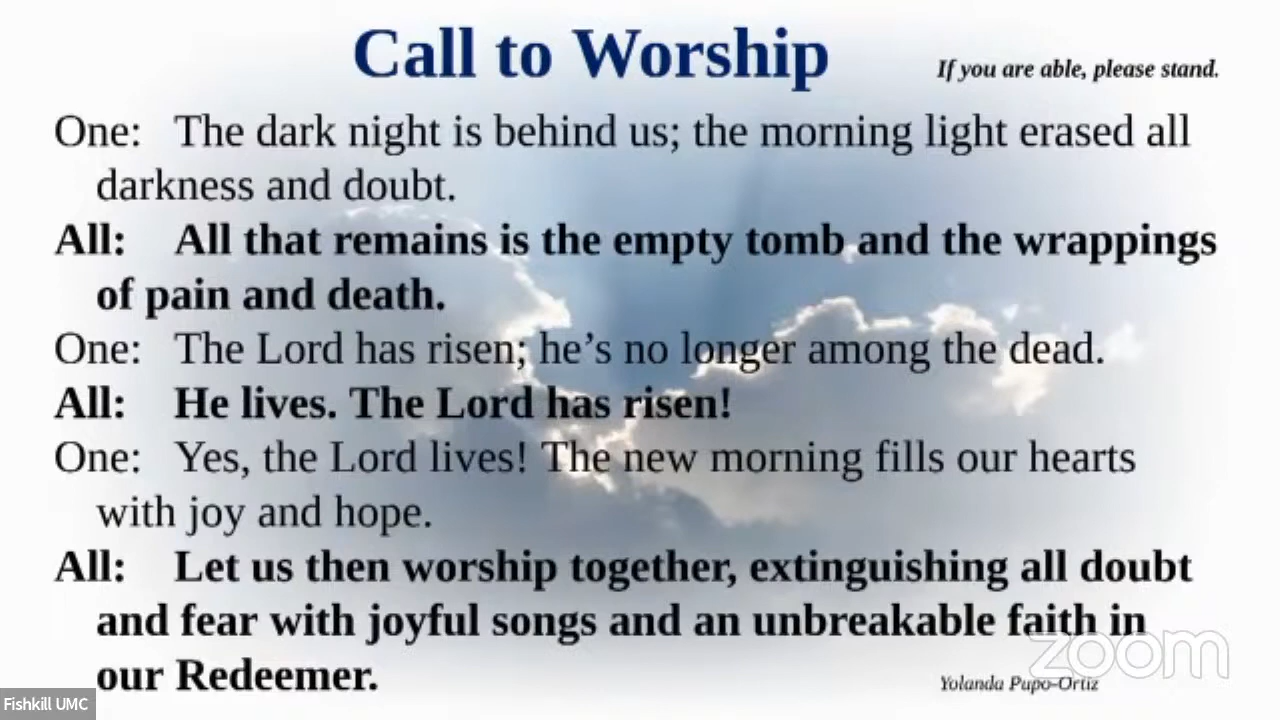 Call to Worship
If you are able, please stand.
One: The dark night is behind us; the morning light erased all
darkness and doubt.
All: All that remains is the empty tomb and the wrappings
of pain and death.
One: The Lord has risen; he’s no longer among the dead.
All: He lives. The Lord has risen!
One: Yes, the Lord lives! The new morning fills our hearts
with joy and hope.
All: Let us then worship together, extinguishing all doubt
and fear with joyful songs and an unbreakable faith in
our Redeemer.
Yolanda Pupo-Ortiz
zoom
Fishkill UMC